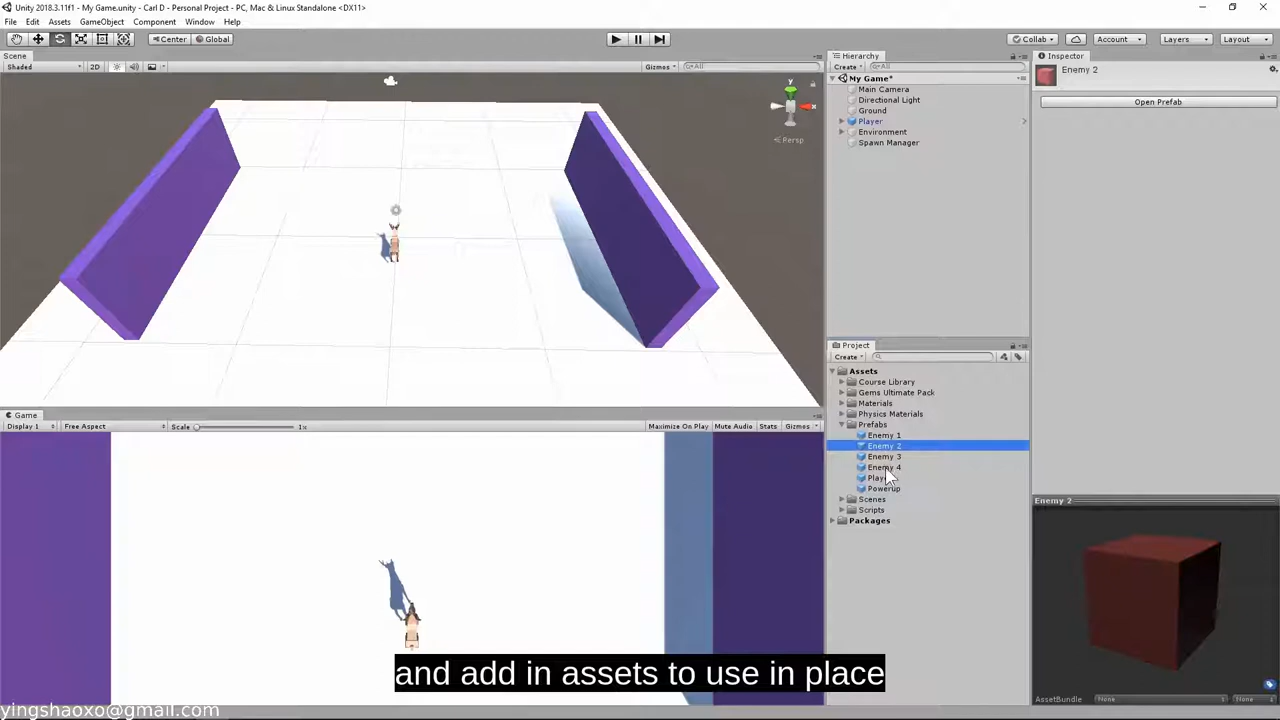 Unity 2018.3.11f1 - My Game.unity - Carl D - Personal Project - PC, Mac & Linux Standalone <DX11>
File Edit Assets GameObject Component Window Help
Center Global Collab Account Layers Layout
Scene
Shaded 2D Gizmos All
y
Persp
Hierarchy
Create All
My Game*
Main Camera
Directional Light
Ground
Player
Environment
Spawn Manager
Inspector
Enemy 2
Open Prefab
Project
Create
Assets
Course Library
Gems Ultimate Pack
Materials
Physics Materials
Prefabs
Enemy 1
Enemy 2
Enemy 3
Enemy 4
Powerup
Scenes
Scripts
Packages
Game
Display 1 Free Aspect Scale 1x Maximize On Play Mute Audio Stats Gizmos
Enemy 2
AssetBundle None None
and add in assets to use in place
yingshaoxo@gmail.com